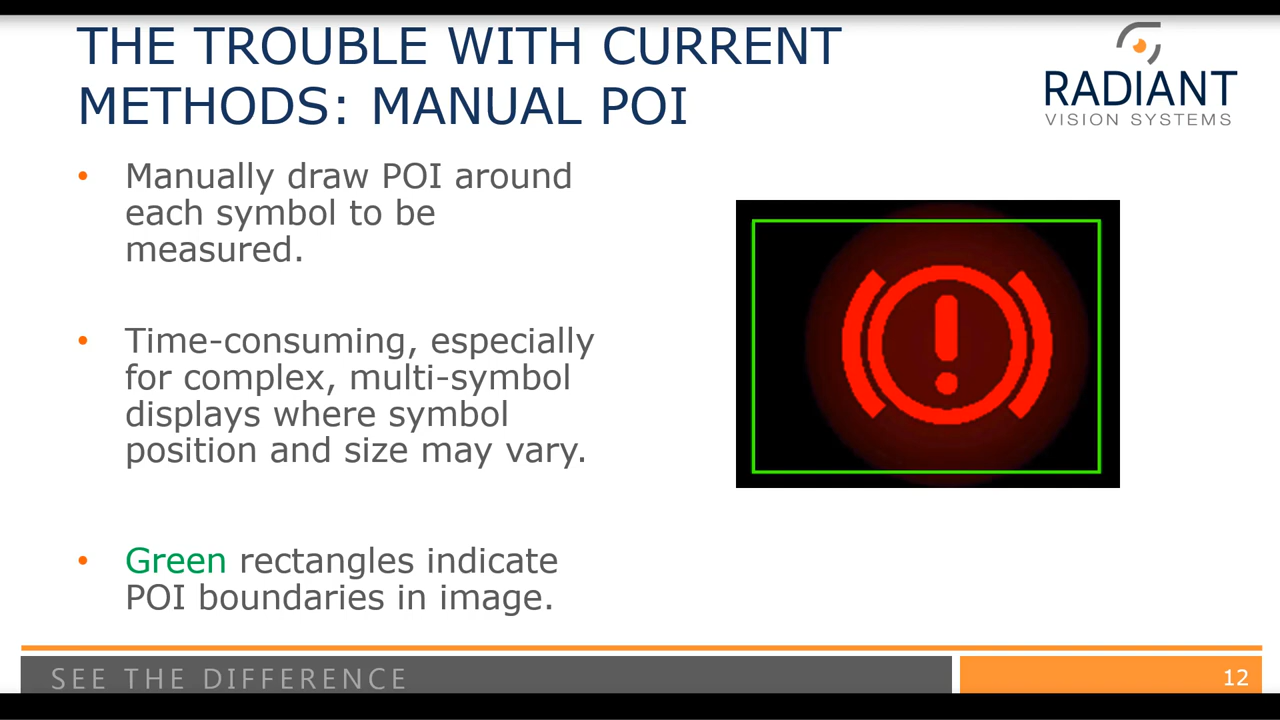 THE TROUBLE WITH CURRENT
METHODS: MANUAL POI
RADIANT
VISION SYSTEMS
• Manually draw POI around
each symbol to be
measured.
• Time-consuming, especially
for complex, multi-symbol
displays where symbol
position and size may vary.
• Green rectangles indicate
POI boundaries in image.
SEE THE DIFFERENCE
12